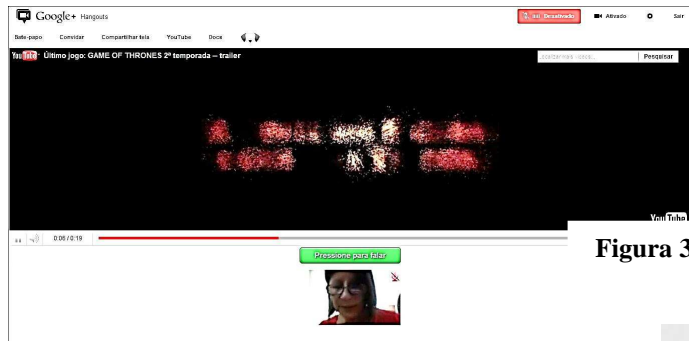 Google+ Hangouts
Desativado
Ativado
Sair
Bate-papo Convidar Compartilhar tela YouTube Docs
YouTube Último jogo: GAME OF THRONES 2ª temporada – trailer
Pesquisar
YouTube
0:06 / 0:19
Pressione para falar
Figura 3